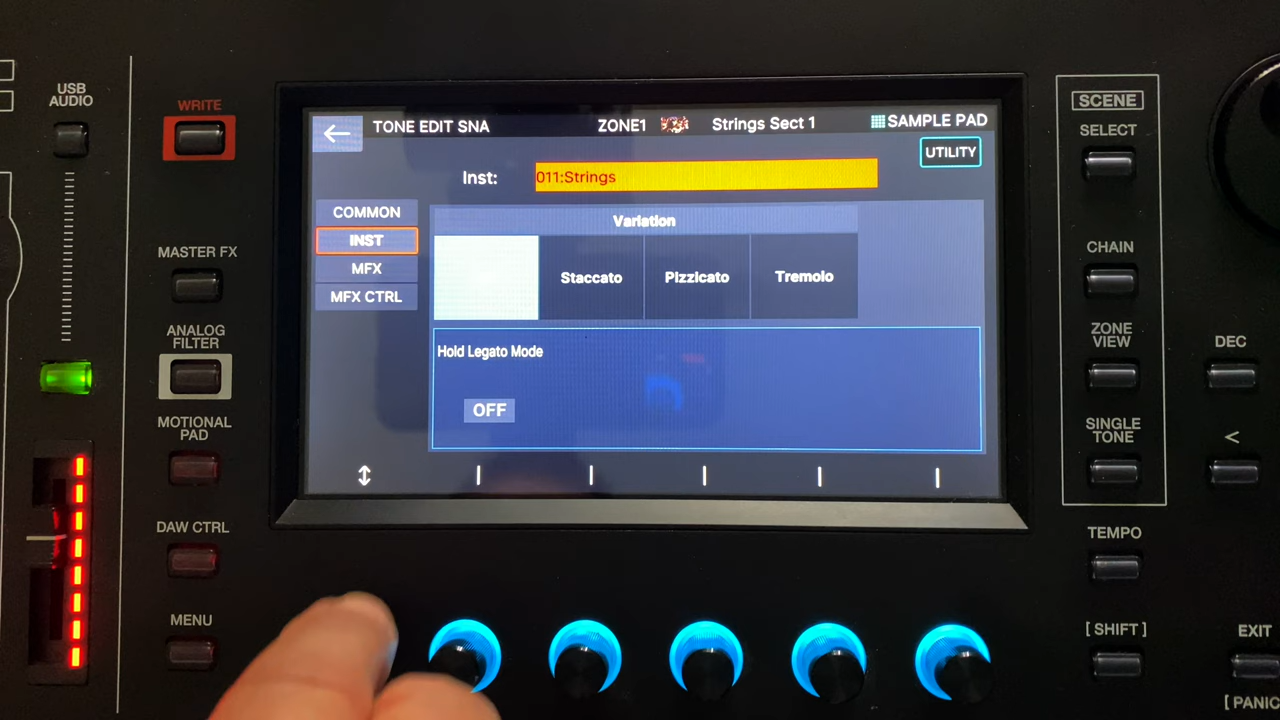 USB
AUDIO
WRITE
MASTER FX
ANALOG
FILTER
MOTIONAL
PAD
DAW CTRL
MENU
TONE EDIT SNA
ZONE1
Strings Sect 1
SAMPLE PAD
UTILITY
Inst:
011:Strings
COMMON
INST
MFX
MFX CTRL
Variation
Staccato
Pizzicato
Tremolo
Hold Legato Mode
OFF
SCENE
SELECT
CHAIN
ZONE
VIEW
SINGLE
TONE
TEMPO
[ SHIFT ]
DEC
<
EXIT
[ PANIC